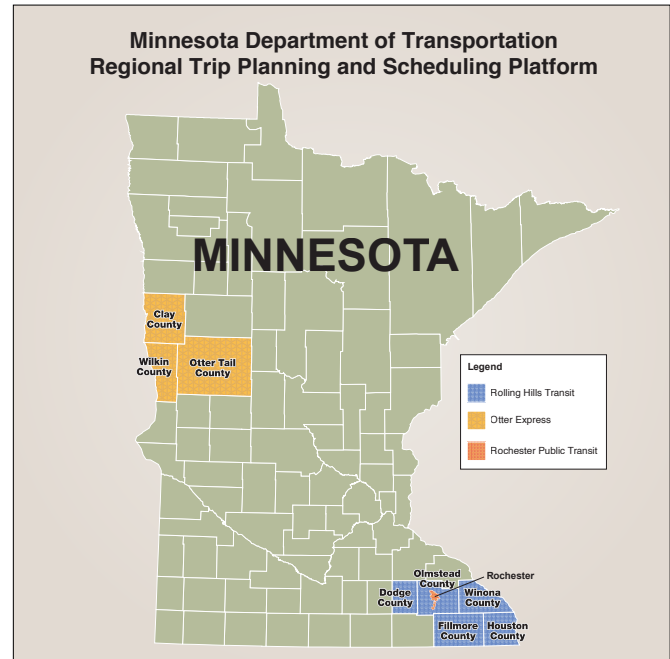 Minnesota Department of Transportation
Regional Trip Planning and Scheduling Platform
MINNESOTA
Clay
County
Wilkin
County
Otter Tail
County
Legend
Rolling Hills Transit
Otter Express
Rochester Public Transit
Olmstead
County
Rochester
Dodge
County
Winona
County
Fillmore
County
Houston
County